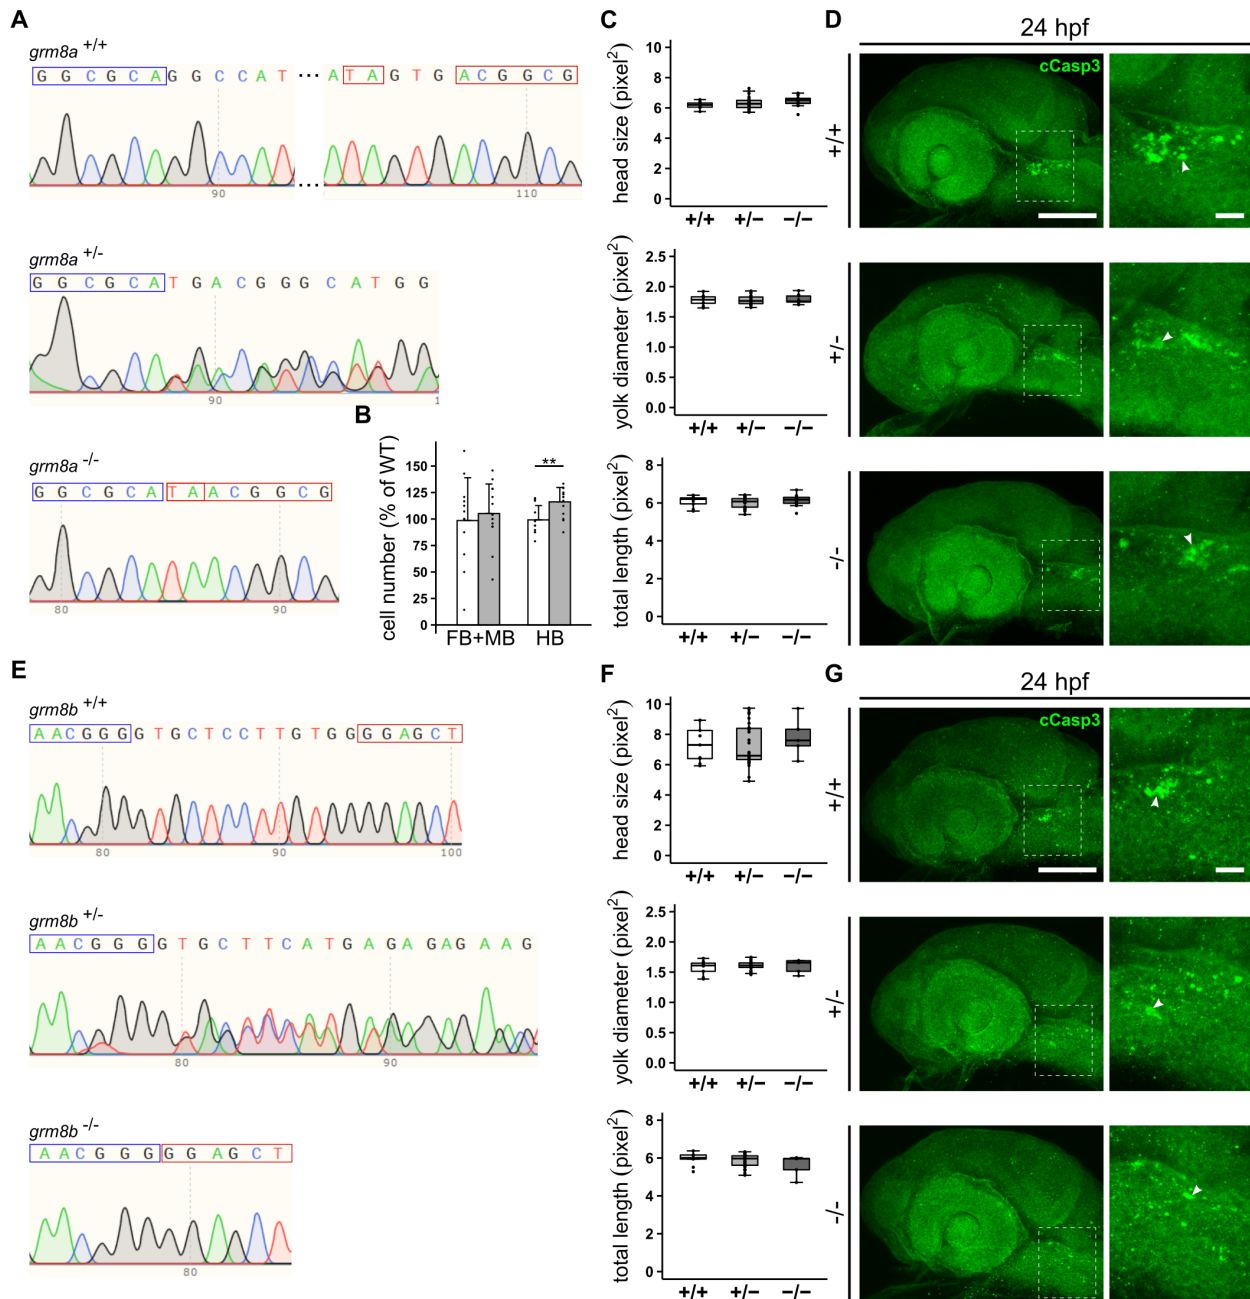 A
grm8a +/+
G G C G C A G G C C A T ··· A T A G T G A C G G C G
90
110
grm8a +/-
G G C G C A T G A C G G G C A T G G
90
1
grm8a -/-
G G C G C A T A A C G G C G
80
90
B
cell number (% of WT)
150
125
100
75
50
25
0
**
FB+MB
HB
C
head size (pixel2)
10
8
6
4
2
0
+/+
+/−
−/−
yolk diameter (pixel2)
2.5
2.0
1.5
1.0
0.5
0.0
+/+
+/−
−/−
total length (pixel2)
8
6
4
2
0
+/+
+/−
−/−
D
24 hpf
cCasp3
+/+
+/-
-/-
E
grm8b +/+
A A C G G G G T G C T C C T T G T G G G G A G C T
80
90
100
grm8b +/-
A A C G G G G T G C T T C A T G A G A G A G A A G
80
90
grm8b -/-
A A C G G G G G A G C T
80
F
head size (pixel2)
10
8
6
4
2
0
+/+
+/−
−/−
yolk diameter (pixel2)
2.5
2.0
1.5
1.0
0.5
0.0
+/+
+/−
−/−
total length (pixel2)
8
6
4
2
0
+/+
+/−
−/−
G
24 hpf
cCasp3
+/+
+/-
-/-